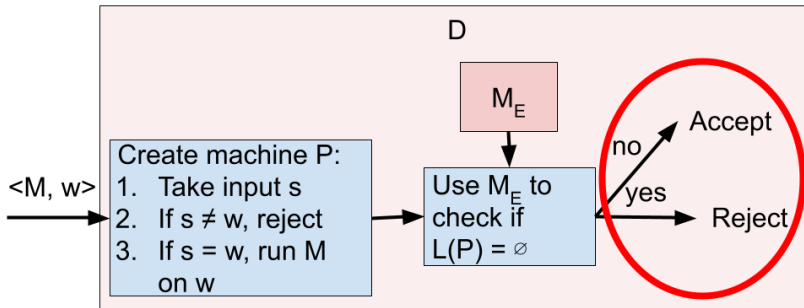 D
M_E
<M, w>
Create machine P:
1. Take input s
2. If s ≠ w, reject
3. If s = w, run M
on w
Use M_E to
check if
L(P) = ∅
no
Accept
yes
Reject